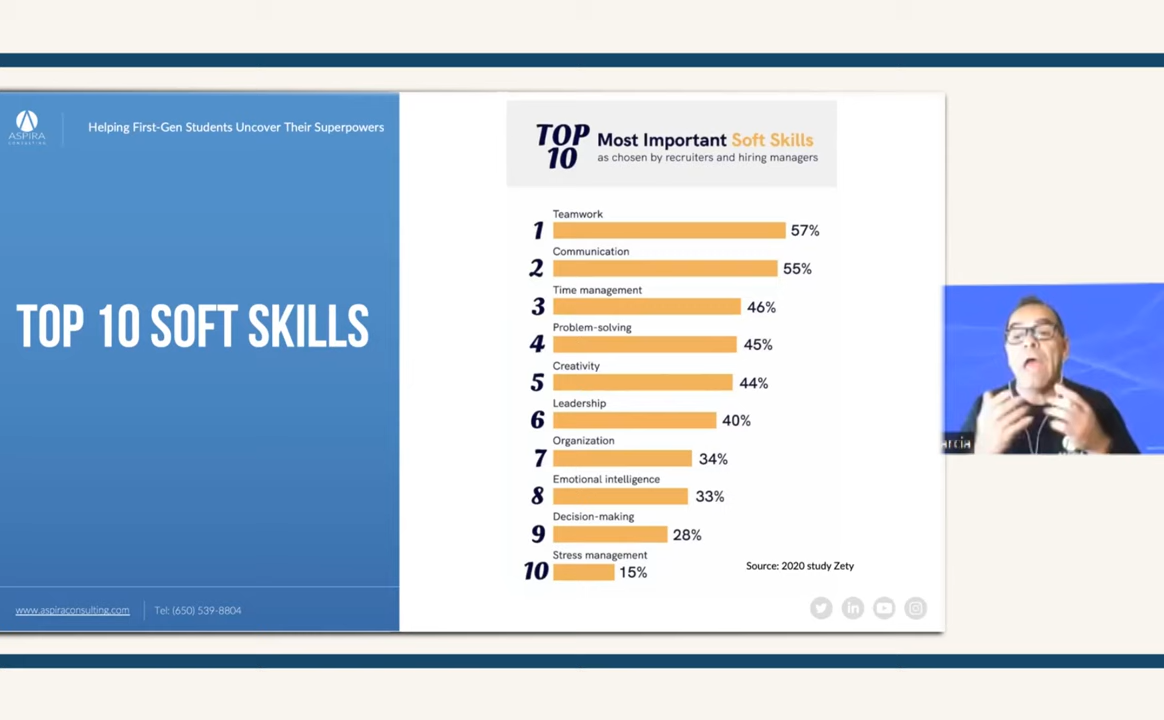 ASPIRA
CONSULTING
Helping First-Gen Students Uncover Their Superpowers
TOP 10 SOFT SKILLS
www.aspiraconsulting.com
Tel: (650) 539-8804
TOP
10
Most Important Soft Skills
as chosen by recruiters and hiring managers
Teamwork
1 57%
Communication
2 55%
Time management
3 46%
Problem-solving
4 45%
Creativity
5 44%
Leadership
6 40%
Organization
7 34%
Emotional intelligence
8 33%
Decision-making
9 28%
Stress management
10 15%
Source: 2020 study Zety
in